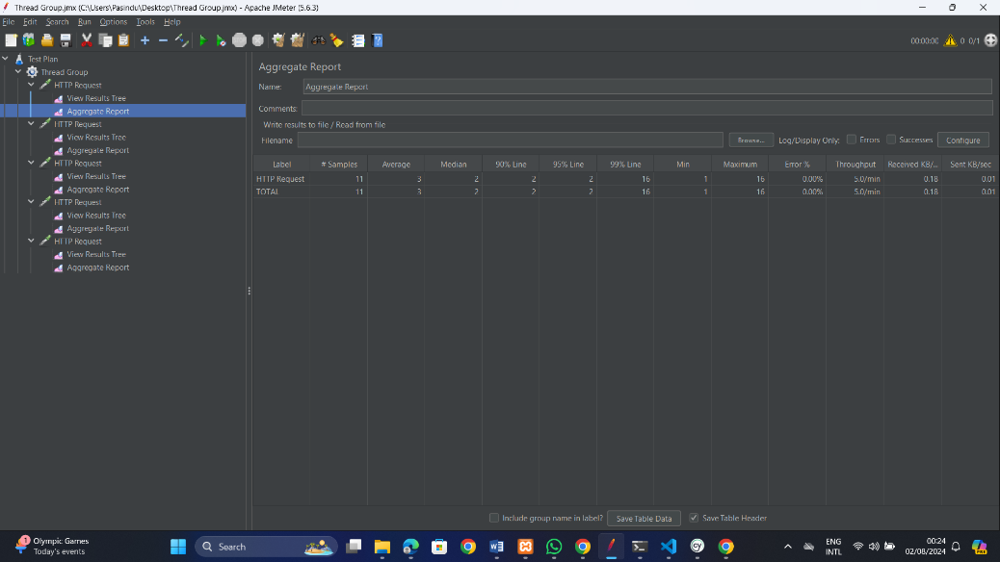 Thread Group.jmx (C:\Users\Pasindu\Desktop\Thread Group.jmx) - Apache JMeter (5.6.3)
File Edit Search Run Options Tools Help
00:00:00 0 0/1
Test Plan
Thread Group
HTTP Request
View Results Tree
Aggregate Report
HTTP Request
View Results Tree
Aggregate Report
HTTP Request
View Results Tree
Aggregate Report
HTTP Request
View Results Tree
Aggregate Report
HTTP Request
View Results Tree
Aggregate Report
Aggregate Report
Name: Aggregate Report
Comments:
Write results to file / Read from file
Filename Browse... Log/Display Only: Errors Successes Configure
Label # Samples Average Median 90% Line 95% Line 99% Line Min Maximum Error % Throughput Received KB/... Sent KB/sec
HTTP Request 11 3 2 2 2 16 1 16 0.00% 5.0/min 0.18 0.01
TOTAL 11 3 2 2 2 16 1 16 0.00% 5.0/min 0.18 0.01
Include group name in label? Save Table Data Save Table Header
1 Olympic Games
Today's events
Search
ENG
INTL
00:24
02/08/2024